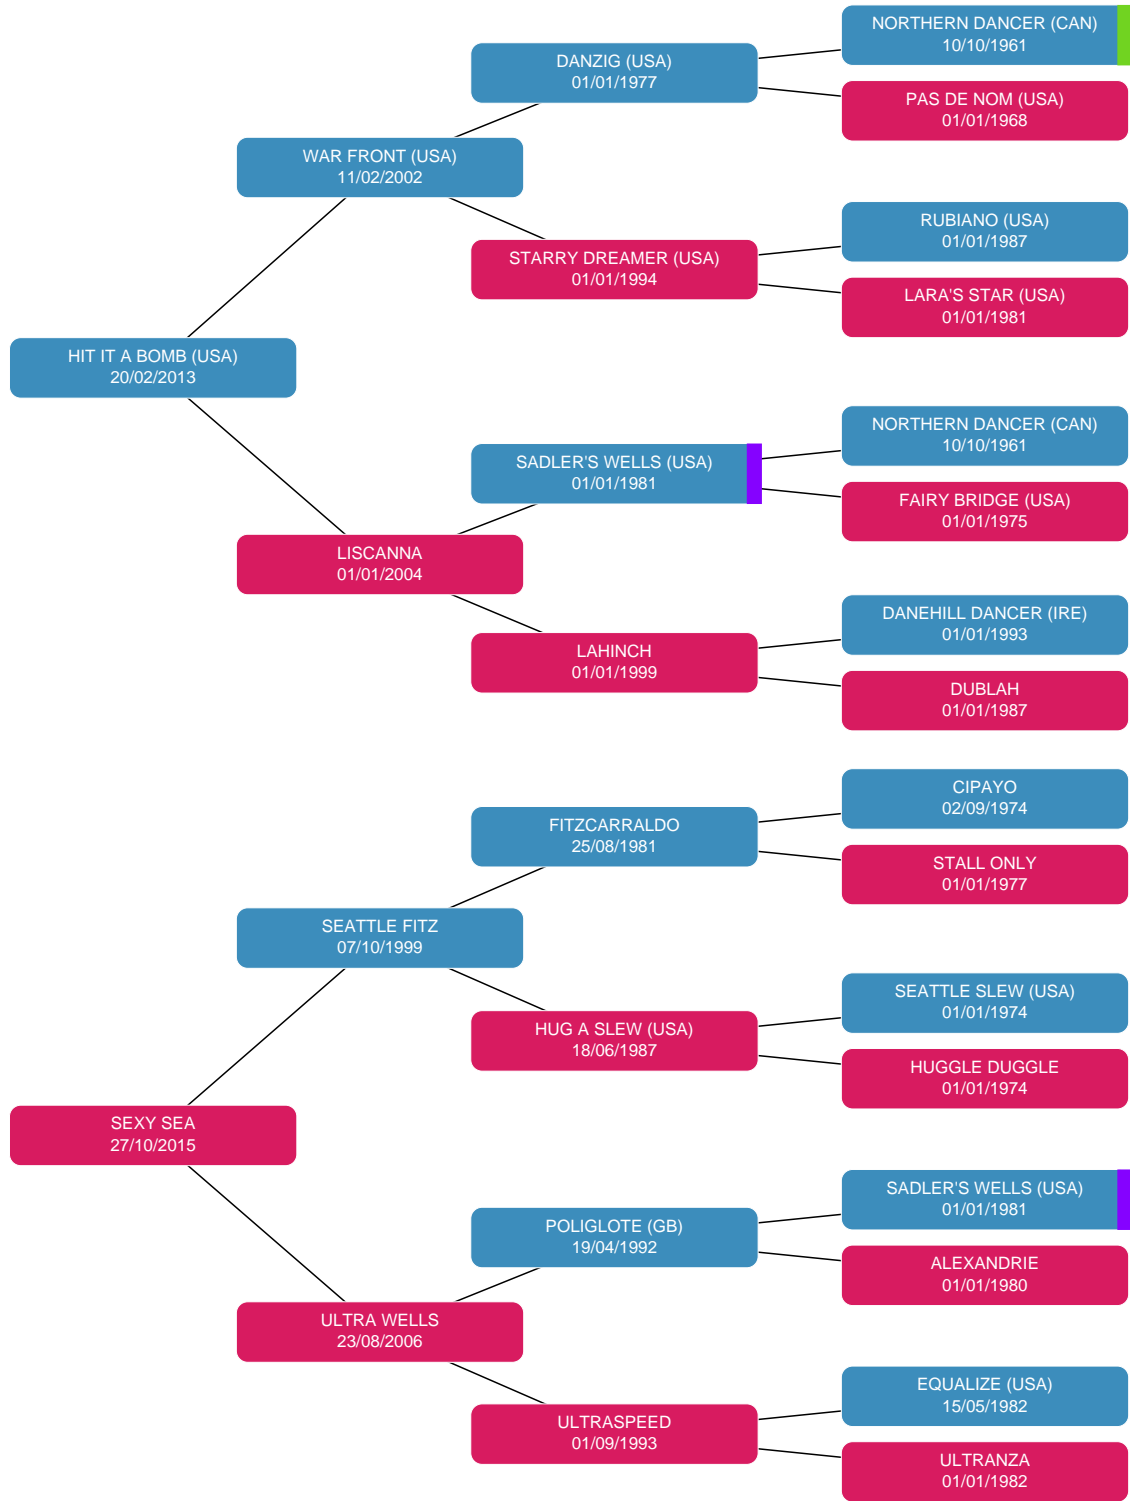 NORTHERN DANCER (CAN)
10/10/1961
DANZIG (USA)
01/01/1977
PAS DE NOM (USA)
01/01/1968
WAR FRONT (USA)
11/02/2002
RUBIANO (USA)
01/01/1987
STARRY DREAMER (USA)
01/01/1994
LARA'S STAR (USA)
01/01/1981
HIT IT A BOMB (USA)
20/02/2013
NORTHERN DANCER (CAN)
10/10/1961
SADLER'S WELLS (USA)
01/01/1981
FAIRY BRIDGE (USA)
01/01/1975
LISCANNA
01/01/2004
DANEHILL DANCER (IRE)
01/01/1993
LAHINCH
01/01/1999
DUBLAH
01/01/1987
CIPAYO
02/09/1974
FITZCARRALDO
25/08/1981
STALL ONLY
01/01/1977
SEATTLE FITZ
07/10/1999
SEATTLE SLEW (USA)
01/01/1974
HUG A SLEW (USA)
18/06/1987
HUGGLE DUGGLE
01/01/1974
SEXY SEA
27/10/2015
SADLER'S WELLS (USA)
01/01/1981
POLIGLOTE (GB)
19/04/1992
ALEXANDRIE
01/01/1980
ULTRA WELLS
23/08/2006
EQUALIZE (USA)
15/05/1982
ULTRASPEED
01/09/1993
ULTRANZA
01/01/1982